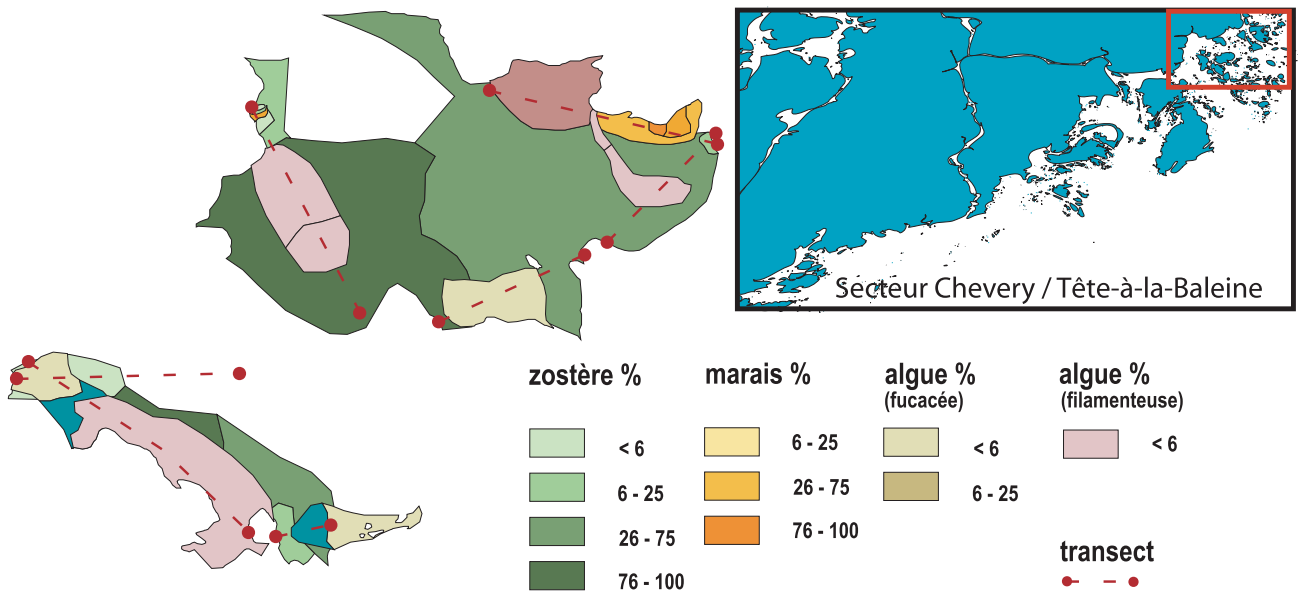 Secteur Chevery / Tête-à-la-Baleine
zostère %
< 6
6 - 25
26 - 75
76 - 100
marais %
6 - 25
26 - 75
76 - 100
algue %
(fucacée)
< 6
6 - 25
algue %
(filamenteuse)
< 6
transect